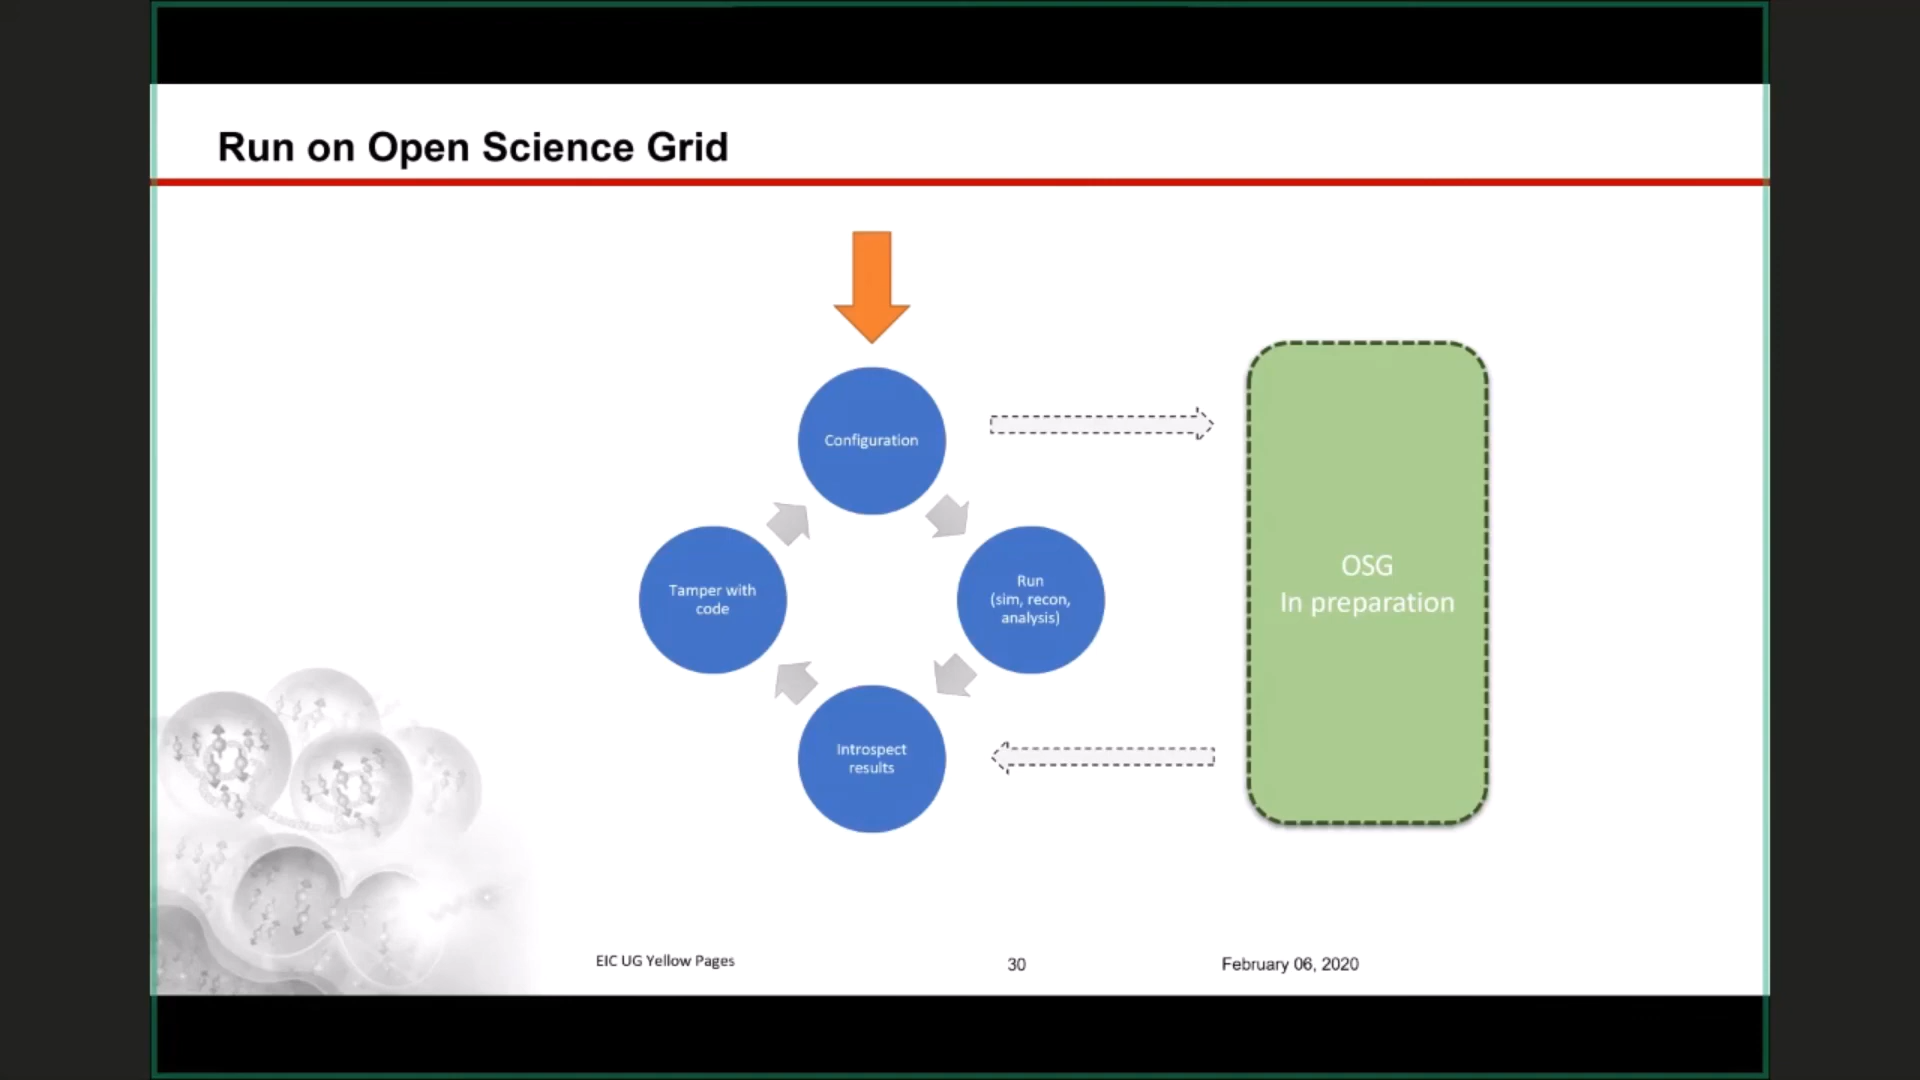 Run on Open Science Grid
Configuration
Tamper with
code
Run
(sim, recon,
analysis)
Introspect
results
OSG
In preparation
EIC UG Yellow Pages
30
February 06, 2020